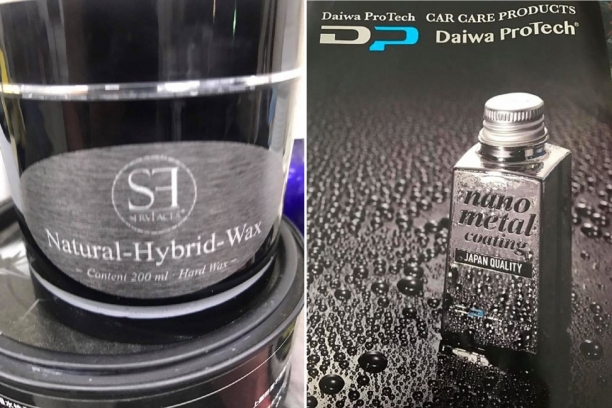 SF
SERVFACES
Natural-Hybrid-Wax
- Content 200 ml · Hard Wax -
Daiwa ProTech
CAR CARE PRODUCTS
DP
Daiwa ProTech®
nano
metal
coating
JAPAN QUALITY